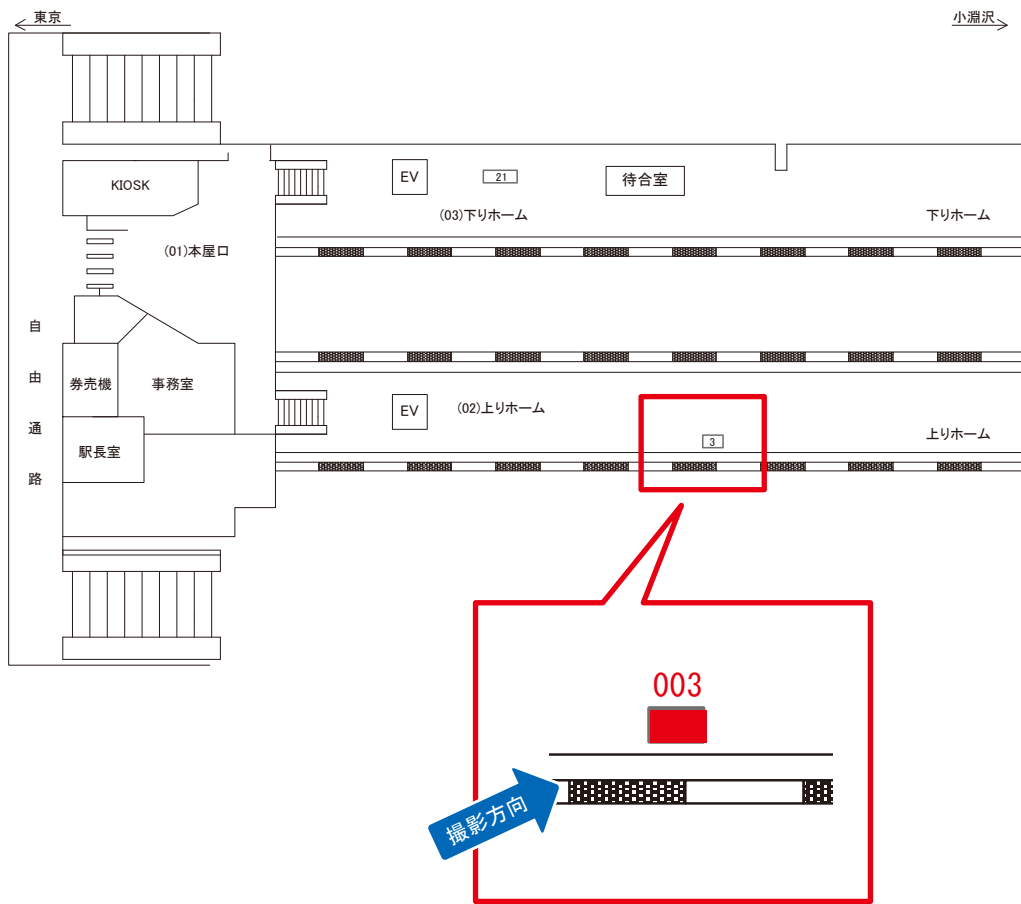 東京
小淵沢
KIOSK
EV
21
待合室
(03)下りホーム
下りホーム
(01)本屋口
自由通路
券売機
事務室
EV
(02)上りホーム
3
上りホーム
駅長室
003
撮影方向